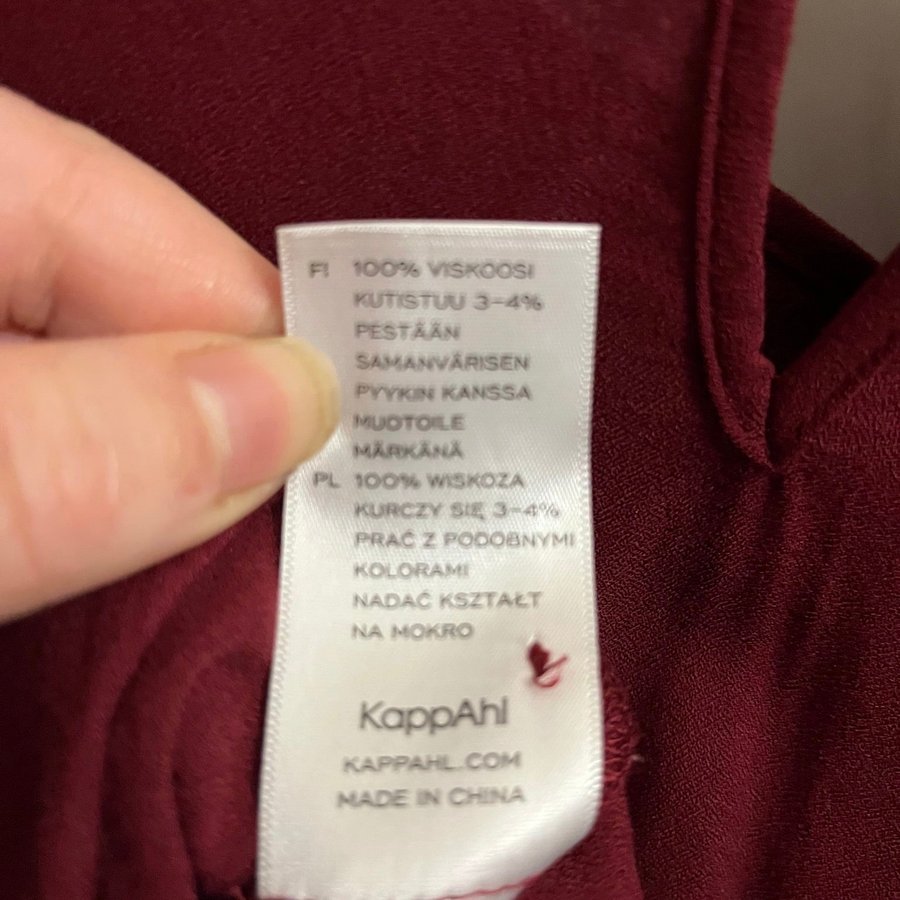 FI 100% VISKOOSI
KUTISTUU 3-4%
PESTÄÄN
SAMANVÄRISEN
PYYKIN KANSSA
MUOTOILE
MÄRKÄNÄ
PL 100% WISKOZA
KURCZY SIĘ 3-4%
PRAĆ Z PODOBNYMI
KOLORAMI
NADAĆ KSZTAŁT
NA MOKRO
KappAhl
KAPPAHL.COM
MADE IN CHINA